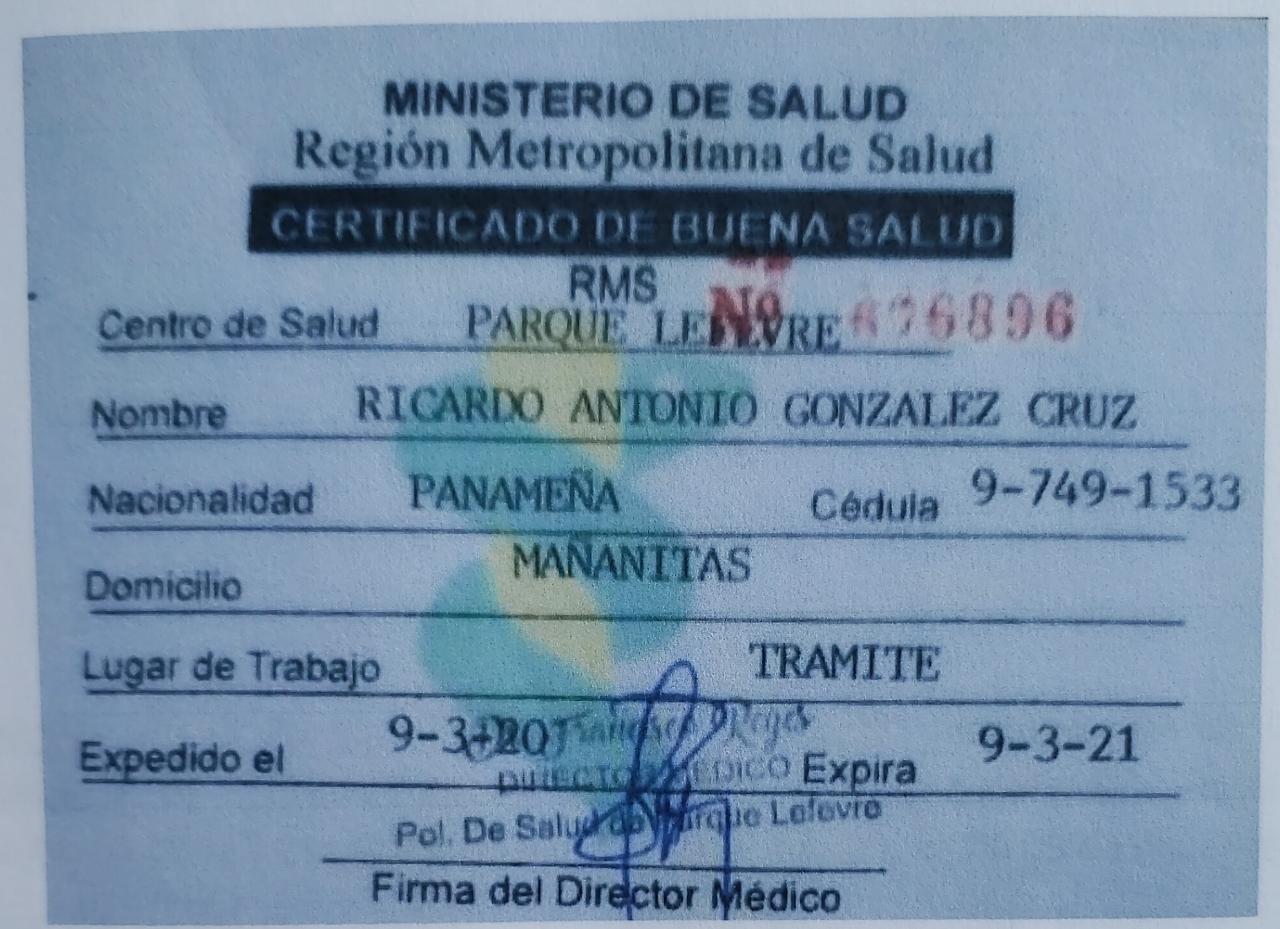 MINISTERIO DE SALUD
Región Metropolitana de Salud
CERTIFICADO DE BUENA SALUD
RMS
Centro de Salud PARQUE LEFEVRE Nº 676896
Nombre RICARDO ANTONIO GONZALEZ CRUZ
Nacionalidad PANAMEÑA Cédula 9-749-1533
Domicilio MAÑANITAS
Lugar de Trabajo TRAMITE
Expedido el 9-3-20 Reyes Expira 9-3-21
DIRECTOR MEDICO
Pol. De Salud de Parque Lefevre
Firma del Director Médico